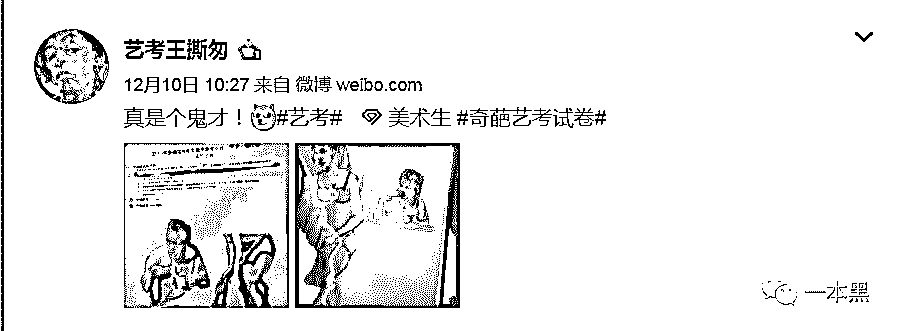 艺考王撕匆
12月10日 10:27 来自 微博 weibo.com
真是个鬼才！#艺考# 美术生 #奇葩艺考试卷#
一本黑